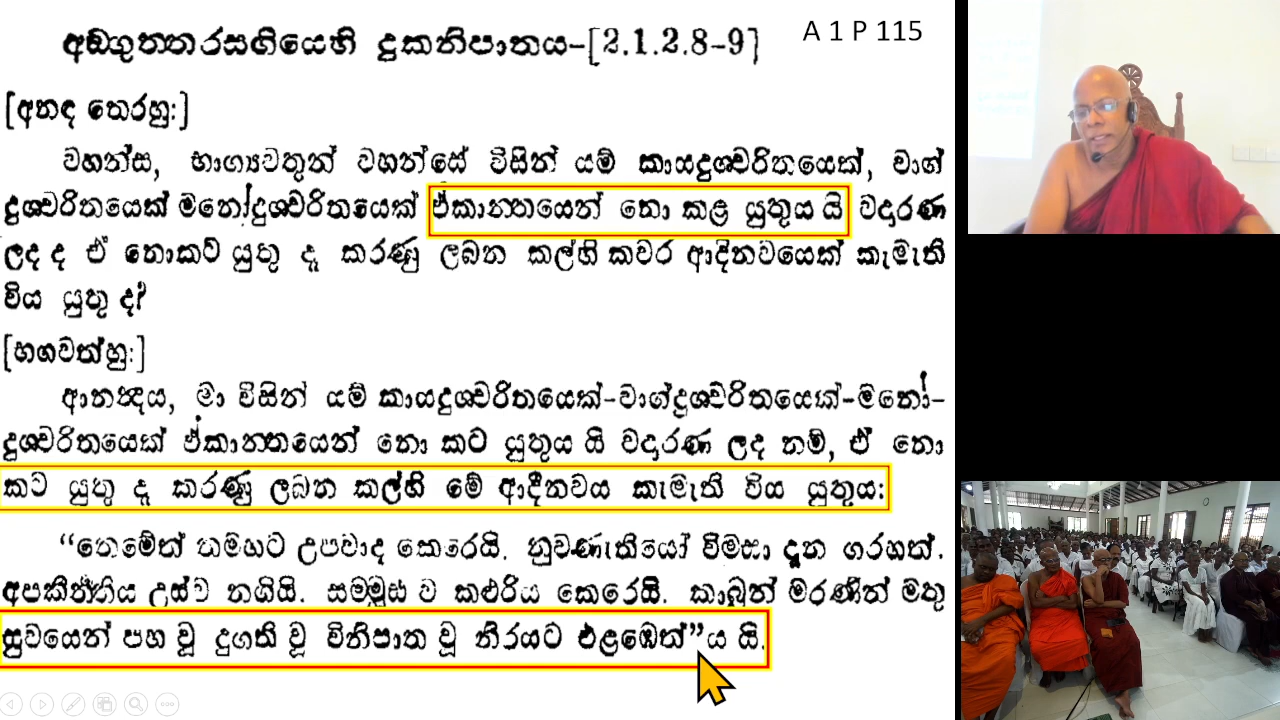 අඞ්ගුත්තරසඟියෙහි දුකනිපාතය–[2.1.2.8-9]
A 1 P 115
[අනඳ තෙරහු:]
වහන්ස, භාග්‍යවතුන් වහන්සේ විසින් යම් කායදුශ්චරිතයෙක්, වාග්
දුශ්චරිතයෙක් මනෝදුශ්චරිතයෙක් ඒකාන්තයෙන් නො කළ යුතුය යි වදාරණ
ලද ද ඒ නොකට යුතු දෑ කරණු ලබන කල්හි කවර ආදිනවයෙක් කැමැති
විය යුතු ද?
[භගවත්හු:]
ආනන්‍දය, මා විසින් යම් කායදුශ්චරිතයෙක්–වාග්දුශ්චරිතයෙක්–මනෝ–
දුශ්චරිතයෙක් ඒකාන්තයෙන් නො කට යුතුය යි වදාරණ ලද නම්, ඒ නො
කට යුතු දෑ කරණු ලබන කල්හි මේ ආදීනවය කැමැති විය යුතුය:
“තෙමේත් තමහට උපවාද කෙරෙයි. නුවණැතියෝ විමසා දැන ගරහත්.
අපකීර්තිය උස්ව නගියි. සම්මූඪ ව කළුරිය කෙරෙයි. කාබුන් මරණින් මතු
සුවයෙන් පහ වූ දුගති වූ විනිපාත වූ නිරයට එළඹෙත්”ය යි.